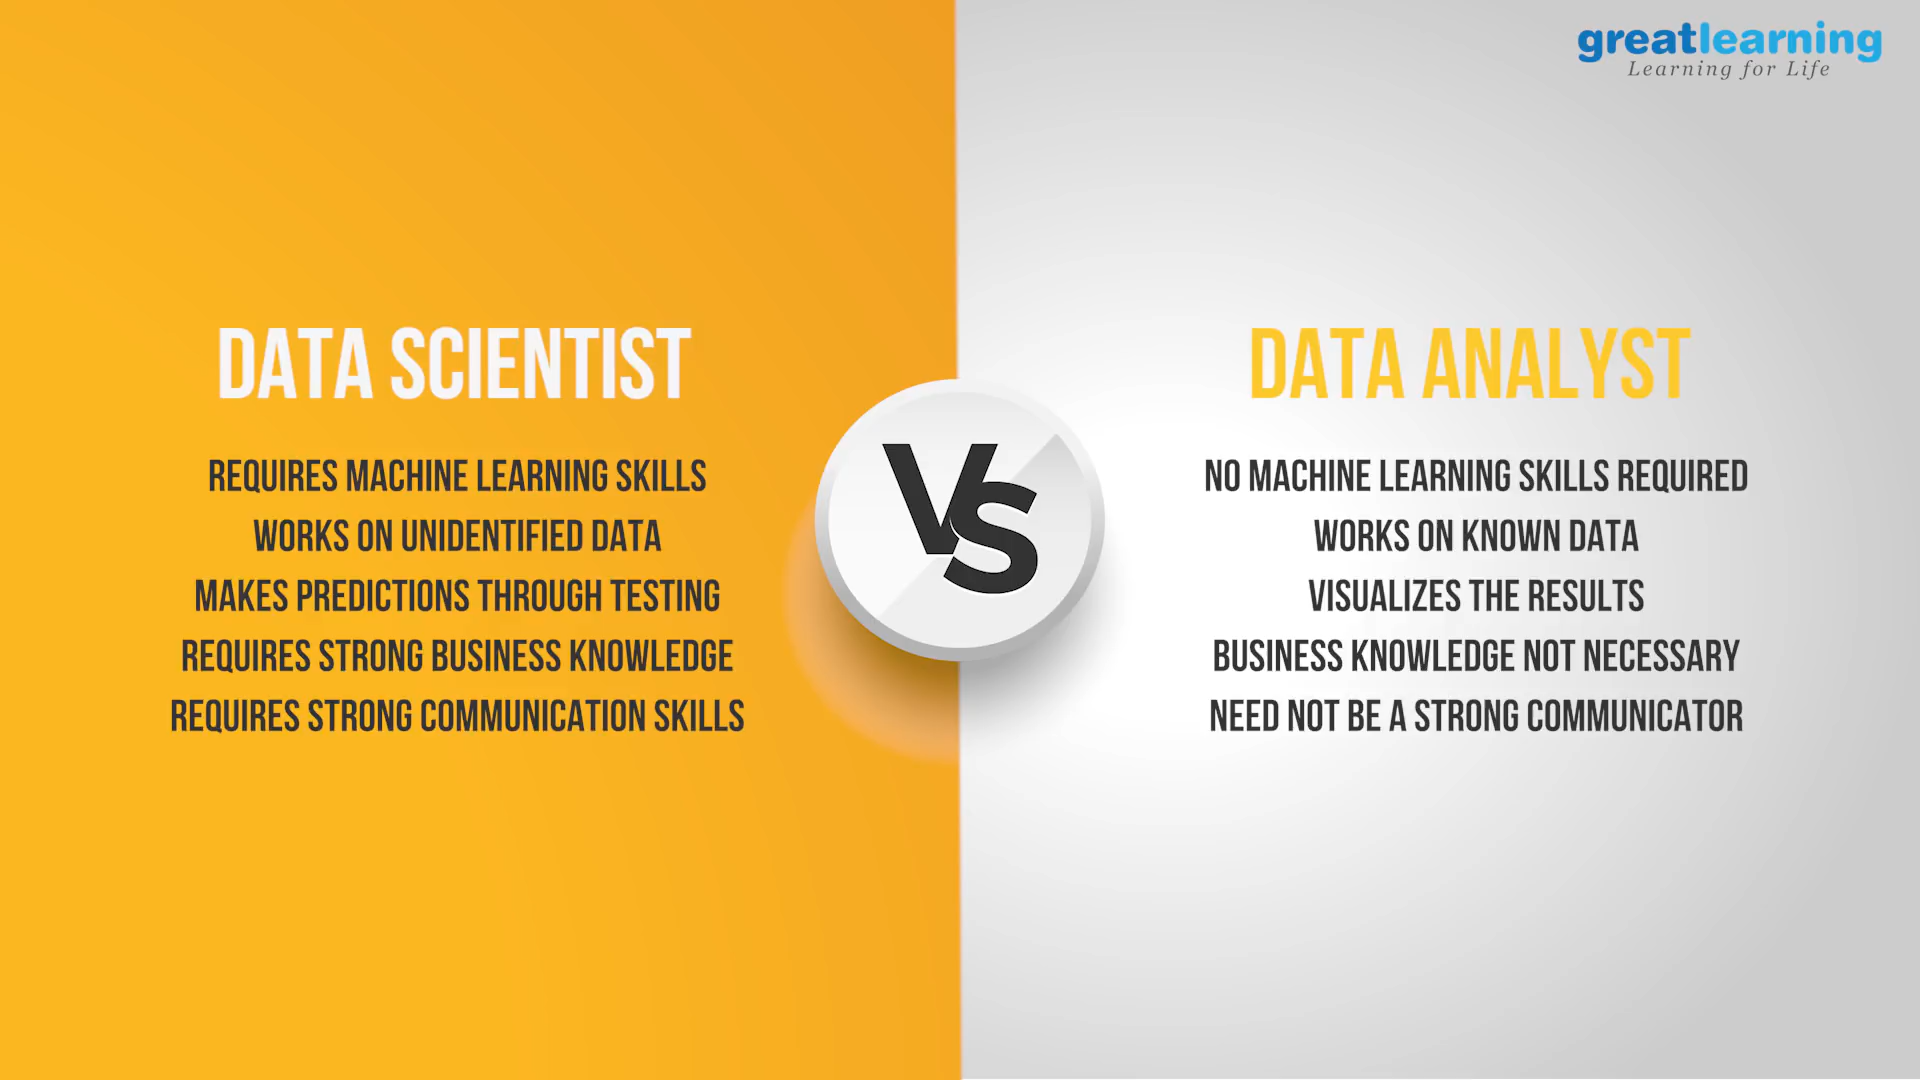 greatlearning
Learning for Life
DATA SCIENTIST
REQUIRES MACHINE LEARNING SKILLS
WORKS ON UNIDENTIFIED DATA
MAKES PREDICTIONS THROUGH TESTING
REQUIRES STRONG BUSINESS KNOWLEDGE
REQUIRES STRONG COMMUNICATION SKILLS
VS
DATA ANALYST
NO MACHINE LEARNING SKILLS REQUIRED
WORKS ON KNOWN DATA
VISUALIZES THE RESULTS
BUSINESS KNOWLEDGE NOT NECESSARY
NEED NOT BE A STRONG COMMUNICATOR